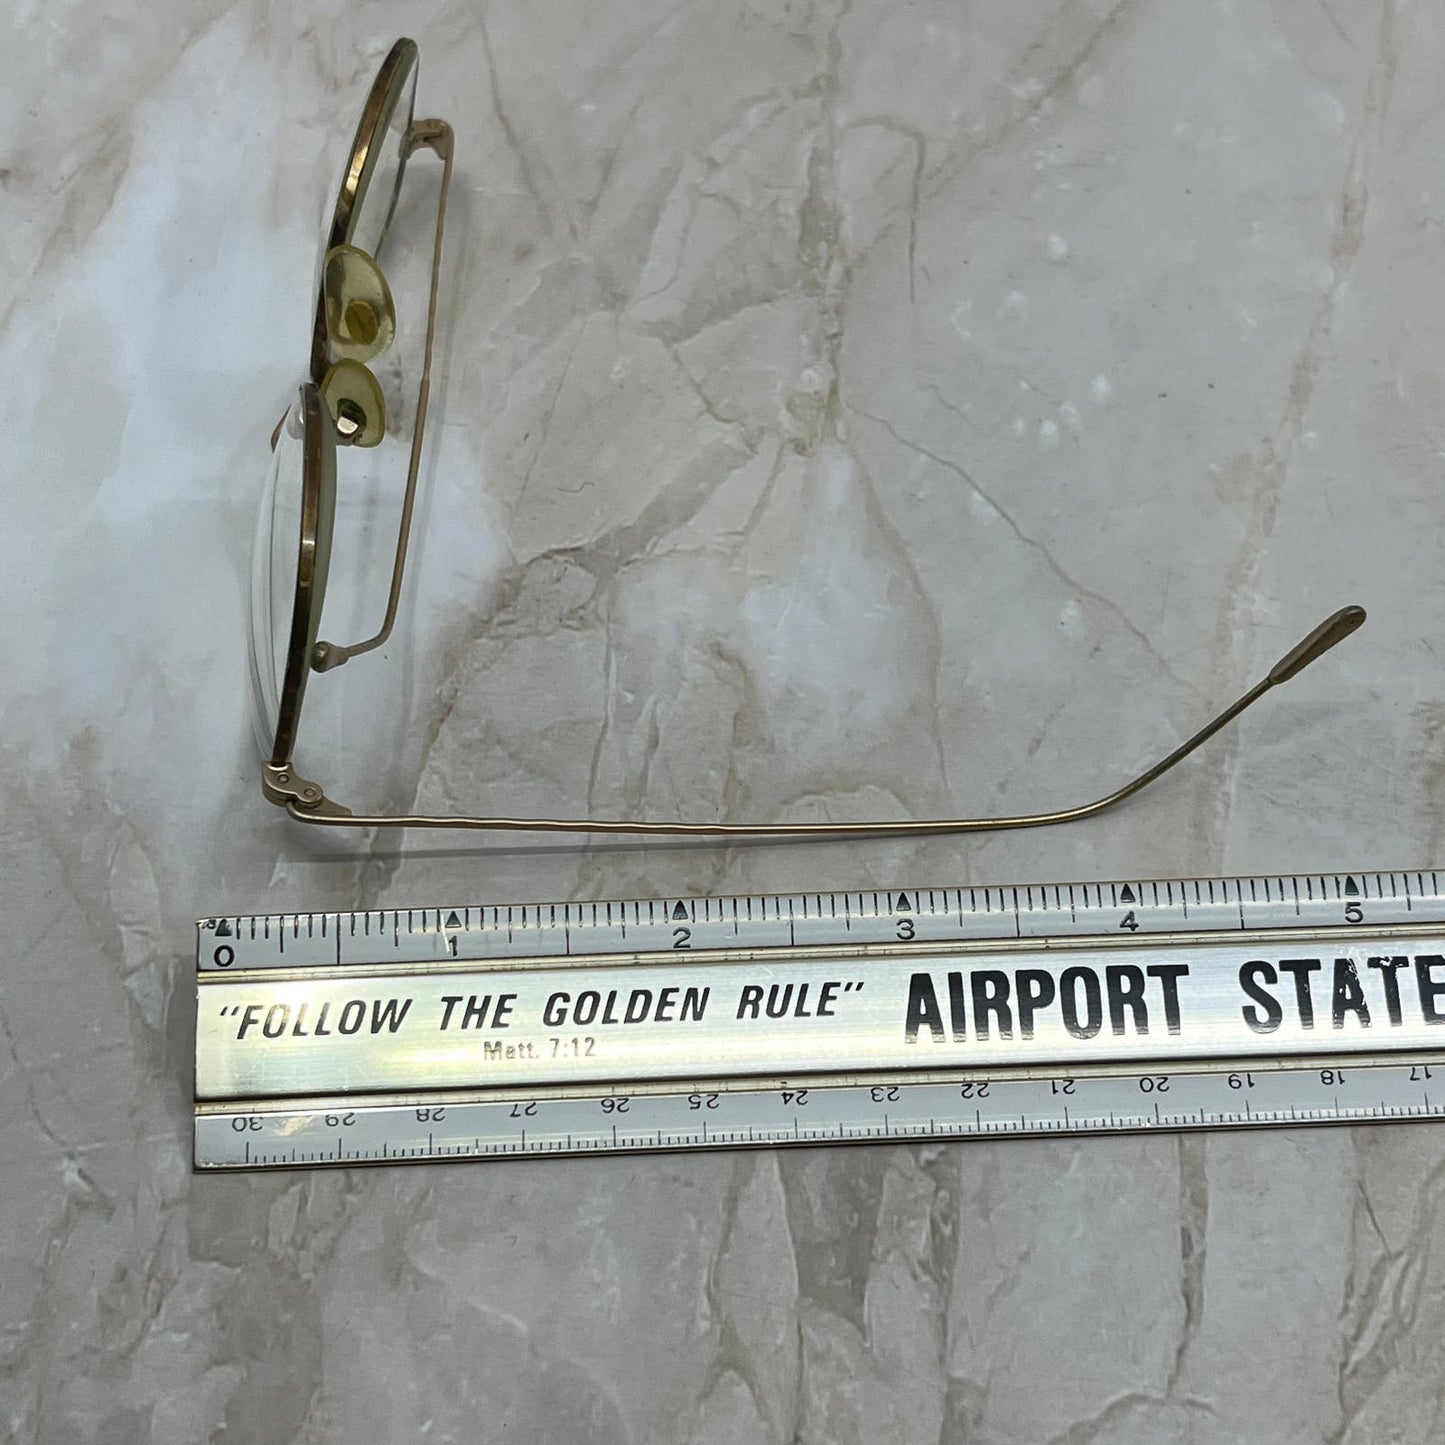 0 1 2 3 4 5
"FOLLOW THE GOLDEN RULE" AIRPORT STATE
Matt. 7:12
30 29 28 27 26 25 24 23 22 21 20 19 18 17